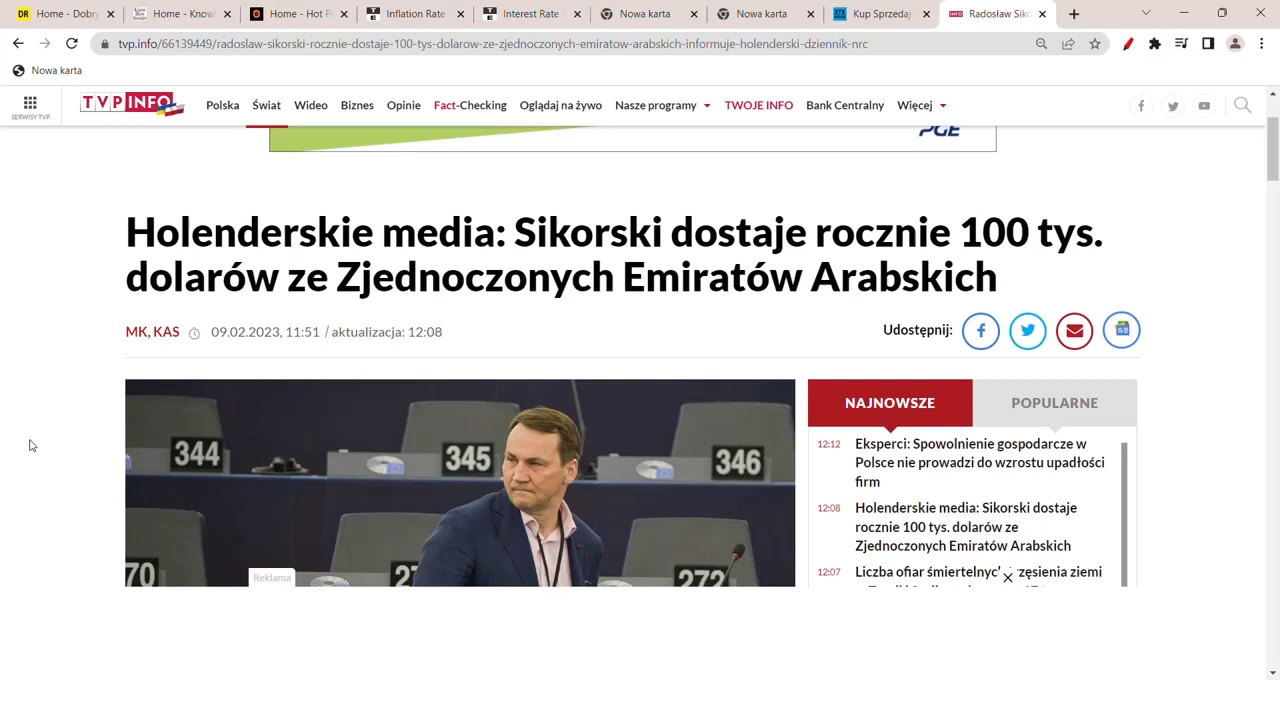 Home - Dobry
Home - Know
Home - Hot P
Inflation Rate
Interest Rate -
Nowa karta
Nowa karta
Kup Sprzedaj
Radosław Siko
tvp.info/66139449/radoslaw-sikorski-rocznie-dostaje-100-tys-dolarow-ze-zjednoczonych-emiratow-arabskich-informuje-holenderski-dziennik-nrc
Nowa karta
SERWISY TVP
TVP INFO
Polska
Świat
Wideo
Biznes
Opinie
Fact-Checking
Oglądaj na żywo
Nasze programy
TWOJE INFO
Bank Centralny
Więcej
PGE
Holenderskie media: Sikorski dostaje rocznie 100 tys.
dolarów ze Zjednoczonych Emiratów Arabskich
MK, KAS 09.02.2023, 11:51 / aktualizacja: 12:08
Udostępnij:
344
345
346
70
27
272
Reklama
NAJNOWSZE
POPULARNE
12:12 Eksperci: Spowolnienie gospodarcze w
Polsce nie prowadzi do wzrostu upadłości
firm
12:08 Holenderskie media: Sikorski dostaje
rocznie 100 tys. dolarów ze
Zjednoczonych Emiratów Arabskich
12:07 Liczba ofiar śmiertelnyc rzęsienia ziemi